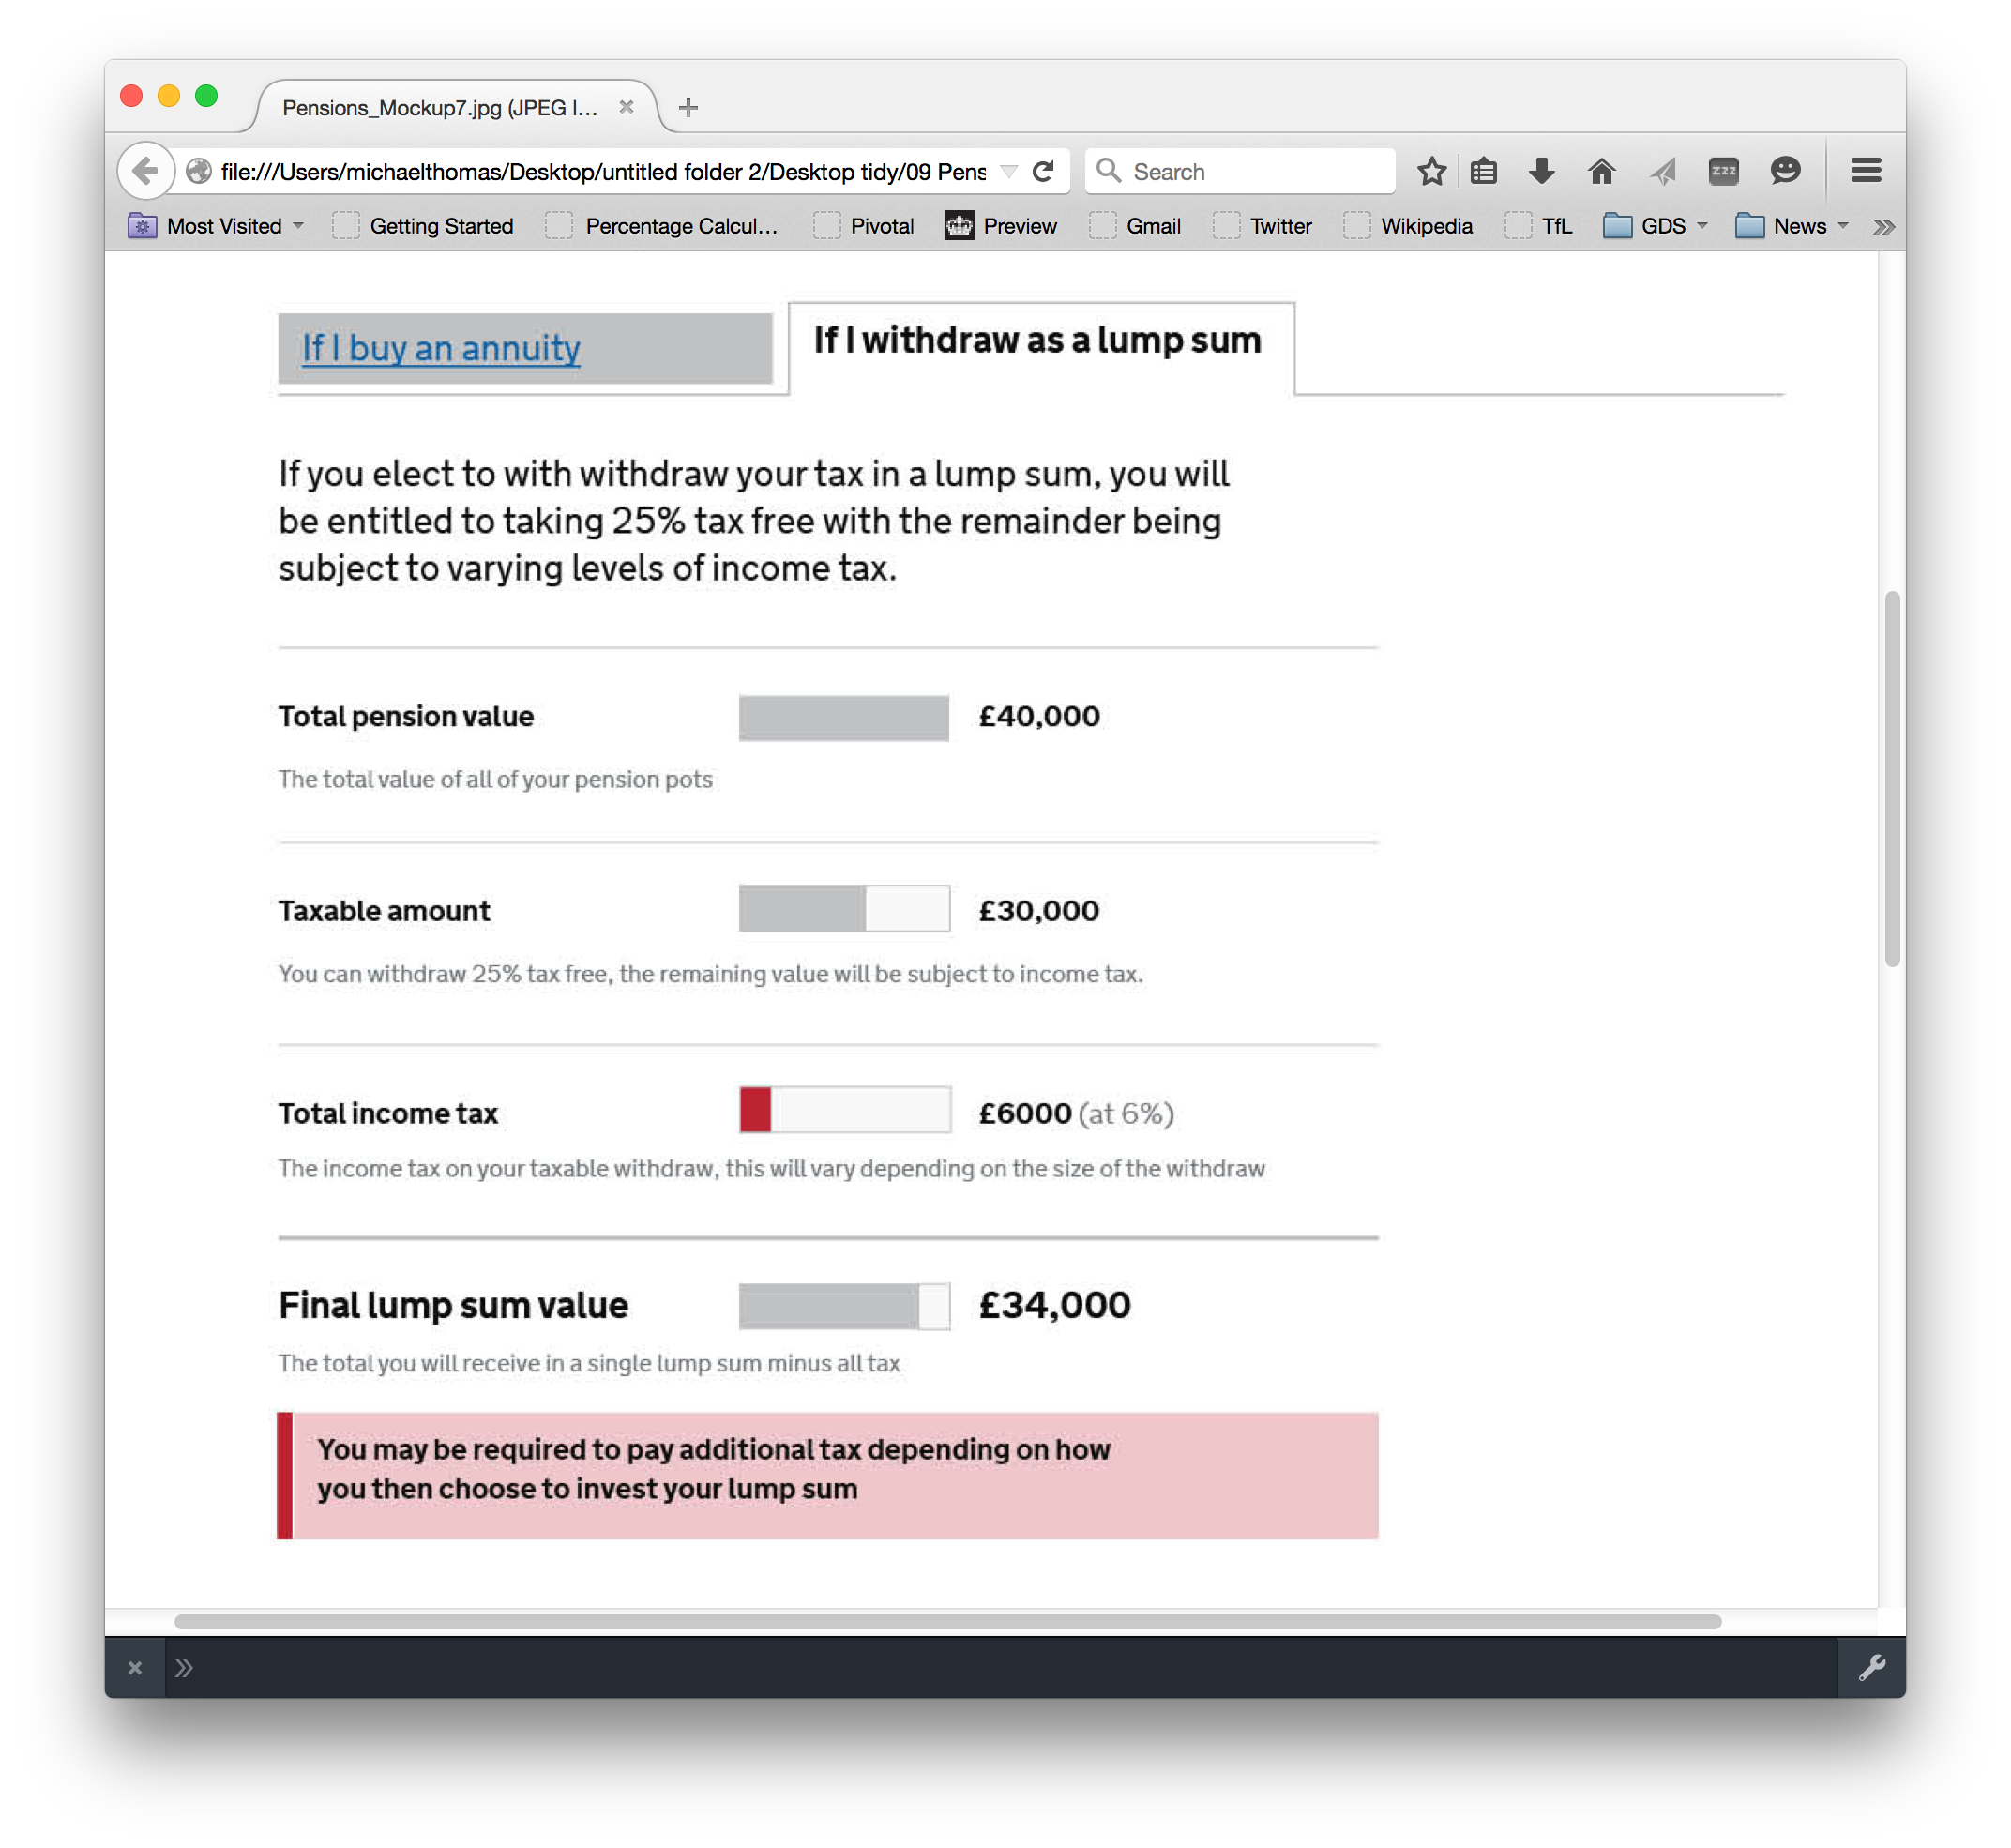 Pensions_Mockup7.jpg (JPEG I...
file:///Users/michaelthomas/Desktop/untitled folder 2/Desktop tidy/09 Pens
Search
zzz
Most Visited
Getting Started
Percentage Calcul...
Pivotal
Preview
Gmail
Twitter
Wikipedia
TfL
GDS
News
If I buy an annuity
If I withdraw as a lump sum
If you elect to with withdraw your tax in a lump sum, you will
be entitled to taking 25% tax free with the remainder being
subject to varying levels of income tax.
Total pension value £40,000
The total value of all of your pension pots
Taxable amount £30,000
You can withdraw 25% tax free, the remaining value will be subject to income tax.
Total income tax £6000 (at 6%)
The income tax on your taxable withdraw, this will vary depending on the size of the withdraw
Final lump sum value £34,000
The total you will receive in a single lump sum minus all tax
You may be required to pay additional tax depending on how
you then choose to invest your lump sum